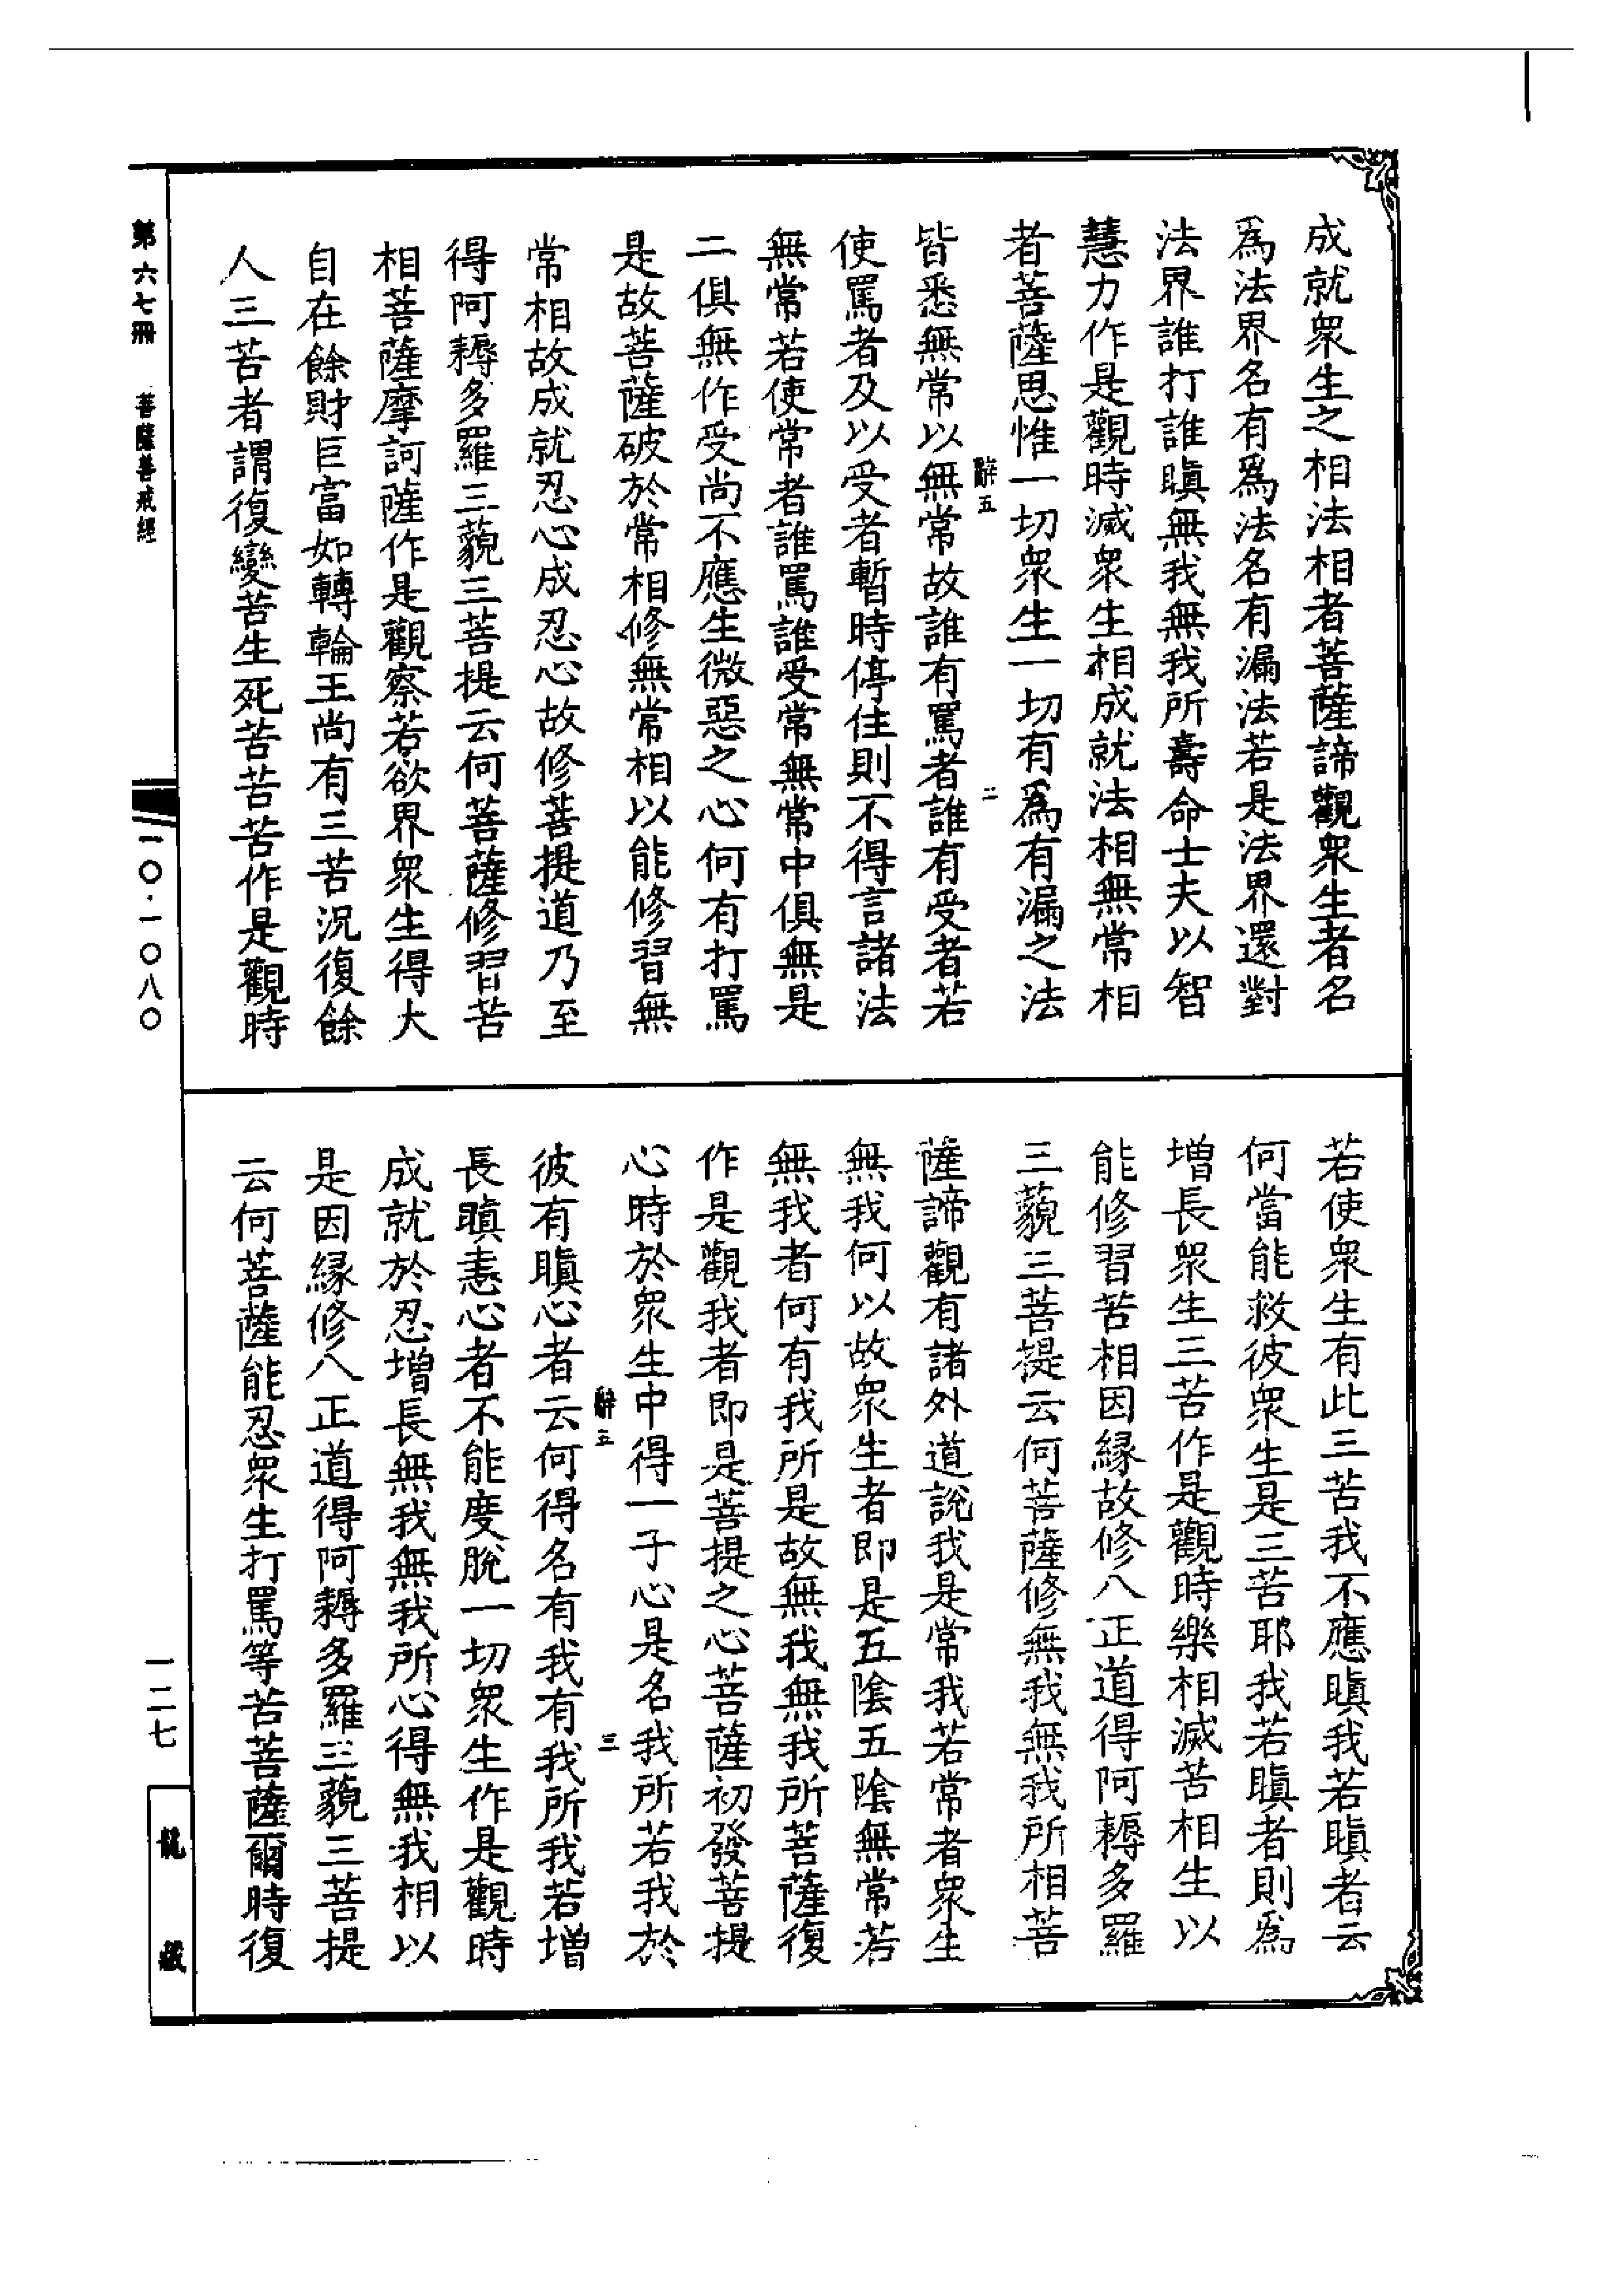 成就衆生之相法相者菩薩諦觀衆生者名
爲法界名有爲法名有漏法若是法界還對
法界誰打誰瞋無我無我所壽命士夫以智
慧力作是觀時滅衆生相成就法相無常相
者菩薩思惟一切衆生一切有爲有漏之法
辭五
二
皆悉無常以無常故誰有罵者誰有受者若
使罵者及以受者暫時停住則不得言諸法
無常若使常者誰罵誰受常無常中俱無是
二俱無作受尚不應生微惡之心何有打罵
是故菩薩破於常相修無常相以能修習無
常相故成就忍心成忍心故修菩提道乃至
得阿耨多羅三藐三菩提云何菩薩修習苦
相菩薩摩訶薩作是觀察若欲界衆生得大
自在餘財巨富如轉輪王尚有三苦況復餘
人三苦者謂復變苦生死苦苦苦作是觀時
若使衆生有此三苦我不應瞋我若瞋者云
何當能救彼衆生是三苦耶我若瞋者則爲
增長衆生三苦作是觀時樂相滅苦相生以
能修習苦相因緣故修八正道得阿耨多羅
三藐三菩提云何菩薩修無我無我所相菩
薩諦觀有諸外道說我是常我若常者衆生
無我何以故衆生者即是五陰五陰無常若
無我者何有我所是故無我無我所菩薩復
作是觀我者即是菩提之心菩薩初發菩提
心時於衆生中得一子心是名我所若我於
辭五
三
彼有瞋心者云何得名有我有我所我若增
長瞋恚心者不能度脫一切衆生作是觀時
成就於忍增長無我無我所心得無我相以
是因緣修八正道得阿耨多羅三藐三菩提
云何菩薩能忍衆生打罵等苦菩薩爾時復
第六七冊
菩薩善戒經
一〇·一〇八〇
一二七
龍藏